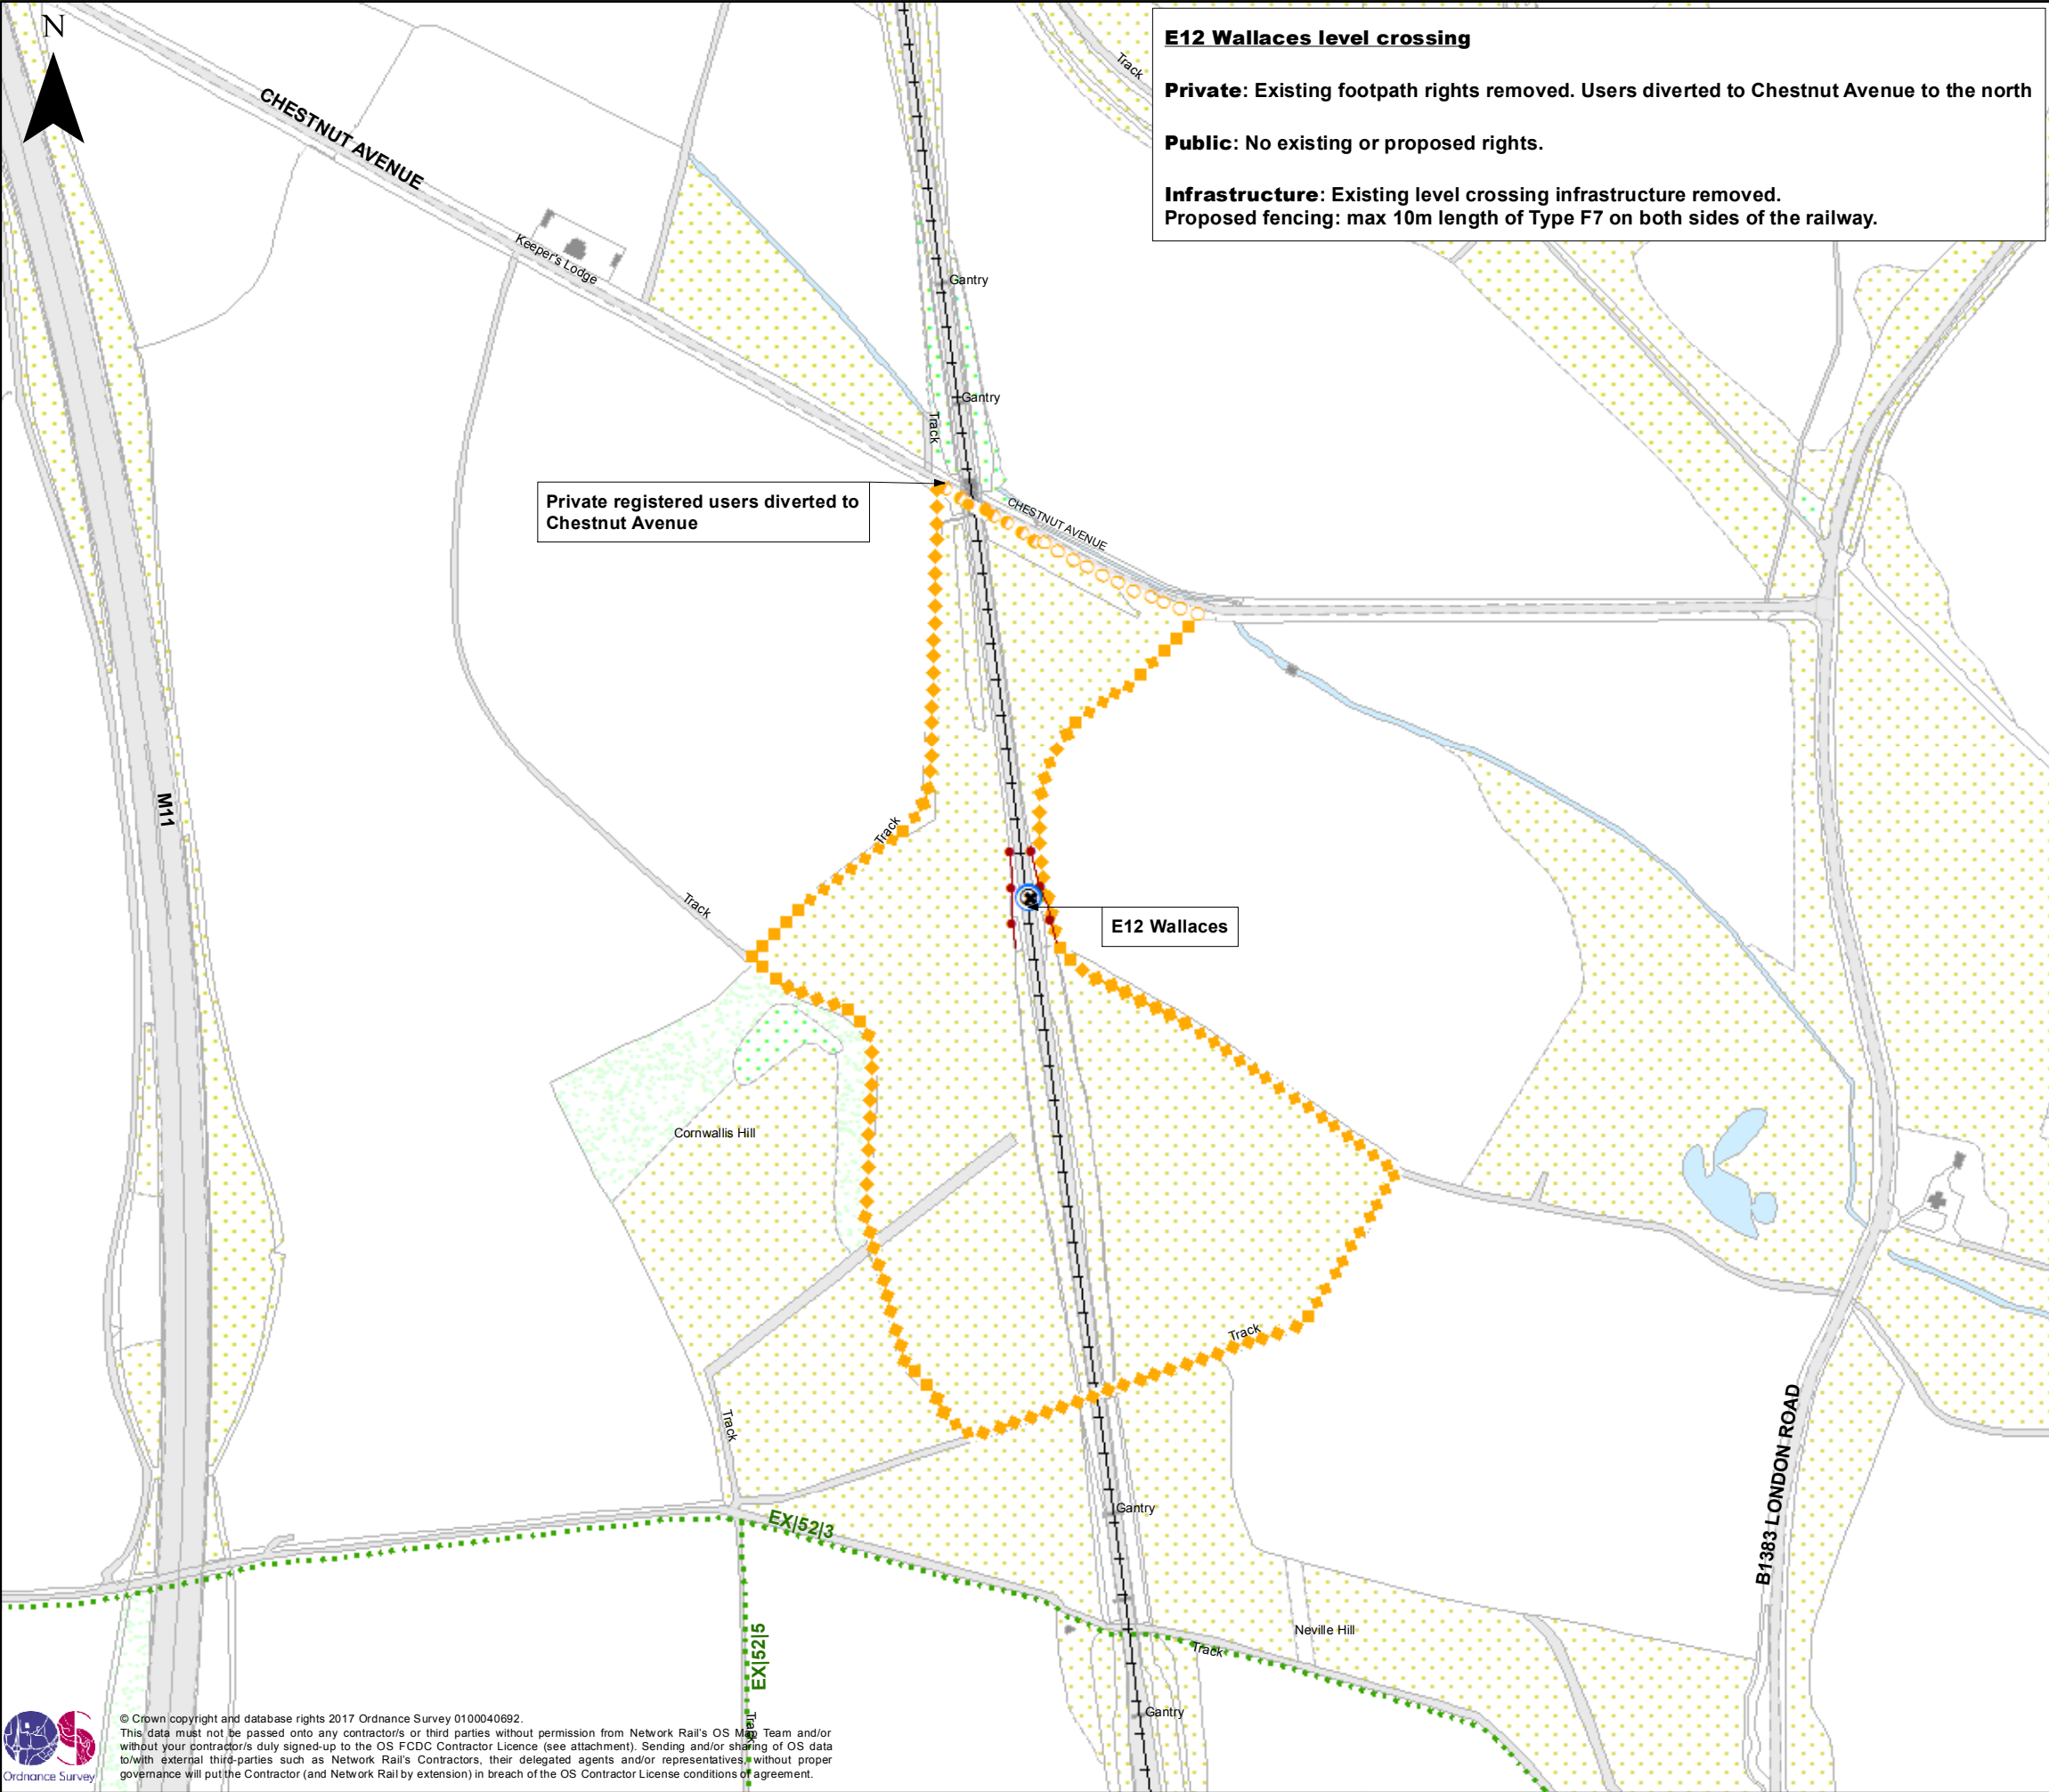 N
E12 Wallaces level crossing
Private: Existing footpath rights removed. Users diverted to Chestnut Avenue to the north
Public: No existing or proposed rights.
Infrastructure: Existing level crossing infrastructure removed.
Proposed fencing: max 10m length of Type F7 on both sides of the railway.
Track
CHESTNUT AVENUE
Keeper's Lodge
Gantry
Gantry
Track
Private registered users diverted to
Chestnut Avenue
CHESTNUT AVENUE
M11
Track
Track
E12 Wallaces
Cornwallis Hill
Track
Track
B1383 LONDON ROAD
Gantry
EX|52|3
EX|52|5
Neville Hill
Track
Gantry
Track
Ordnance Survey
© Crown copyright and database rights 2017 Ordnance Survey 0100040692.
This data must not be passed onto any contractor/s or third parties without permission from Network Rail's OS Map Team and/or
without your contractor/s duly signed-up to the OS FCDC Contractor Licence (see attachment). Sending and/or sharing of OS data
to/with external third-parties such as Network Rail's Contractors, their delegated agents and/or representatives, without proper
governance will put the Contractor (and Network Rail by extension) in breach of the OS Contractor License conditions of agreement.